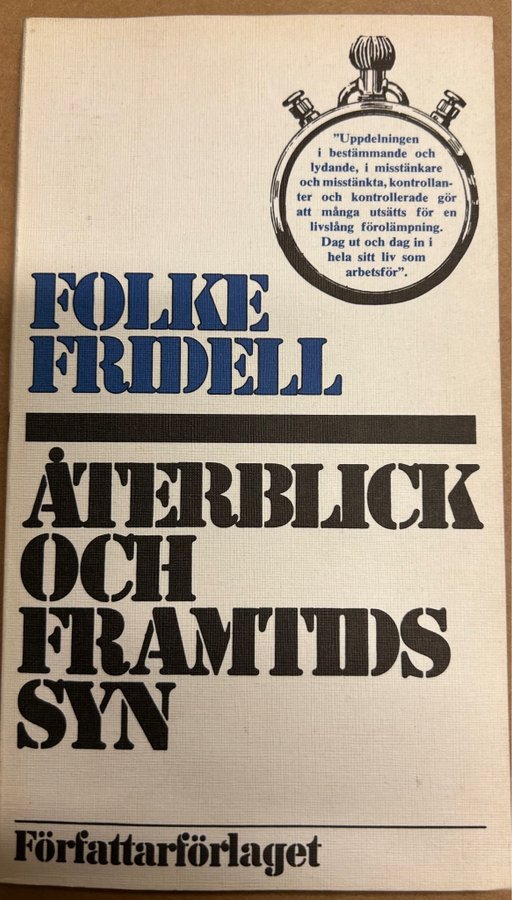 "Uppdelningen
i bestämmande och
lydande, i misstänkare
och misstänkta, kontrollan-
ter och kontrollerade gör
att många utsätts för en
livslång förolämpning.
Dag ut och dag in i
hela sitt liv som
arbetsför".
FOLKE
FRIDELL
ÅTERBLICK
OCH
FRAMTIDS
SYN
Författarförlaget